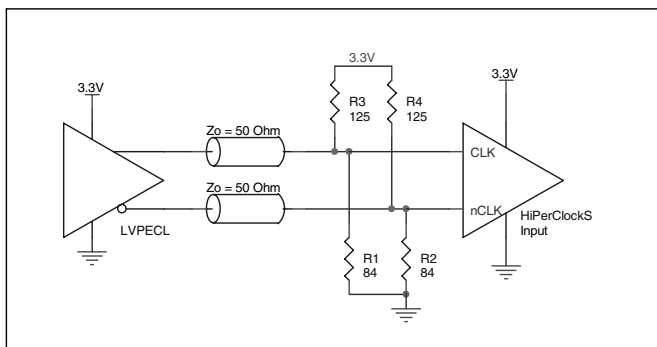 3.3V
3.3V
3.3V
R3
125
R4
125
Zo = 50 Ohm
CLK
Zo = 50 Ohm
nCLK
HiPerClockS
Input
LVPECL
R1
84
R2
84